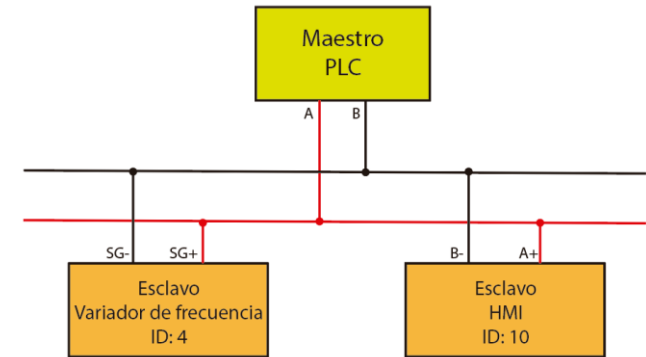 Maestro
PLC
A
B
SG-
SG+
B-
A+
Esclavo
Variador de frecuencia
ID: 4
Esclavo
HMI
ID: 10